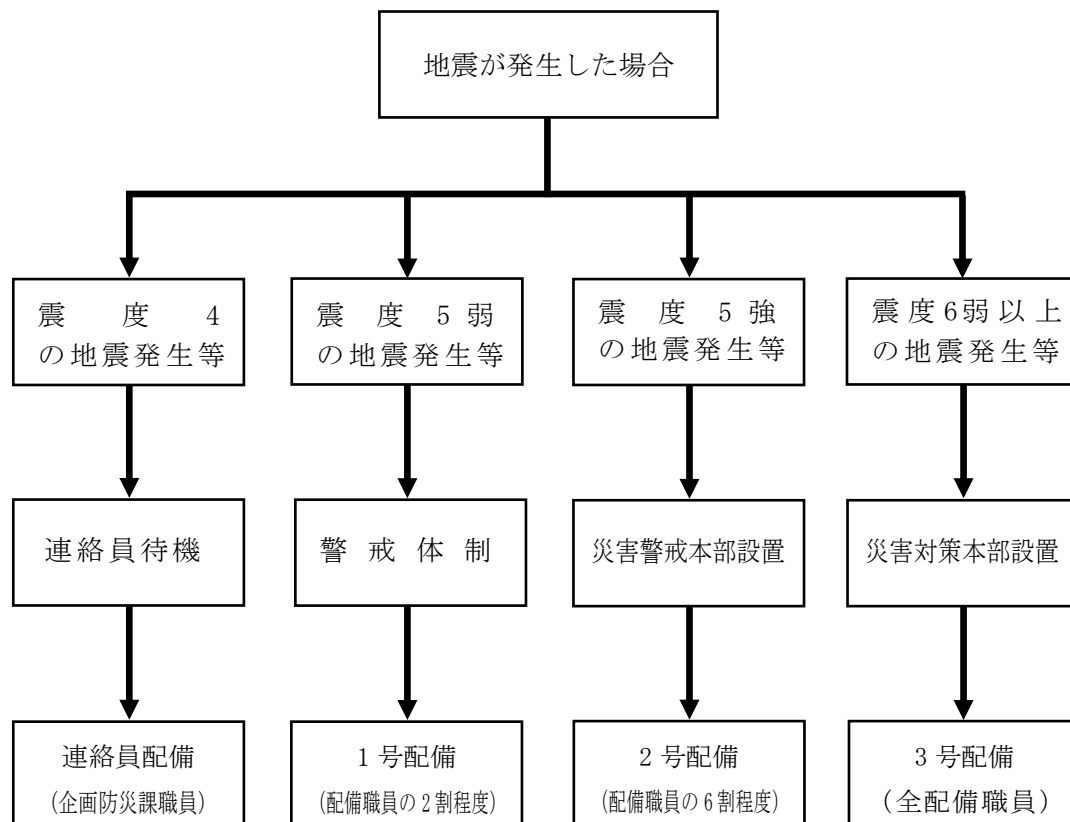 地震が発生した場合
震度4
の地震発生等
震度5弱
の地震発生等
震度5強
の地震発生等
震度6弱以上
の地震発生等
連絡員待機
警戒体制
災害警戒本部設置
災害対策本部設置
連絡員配備
(企画防災課職員)
1号配備
(配備職員の2割程度)
2号配備
(配備職員の6割程度)
3号配備
(全配備職員)